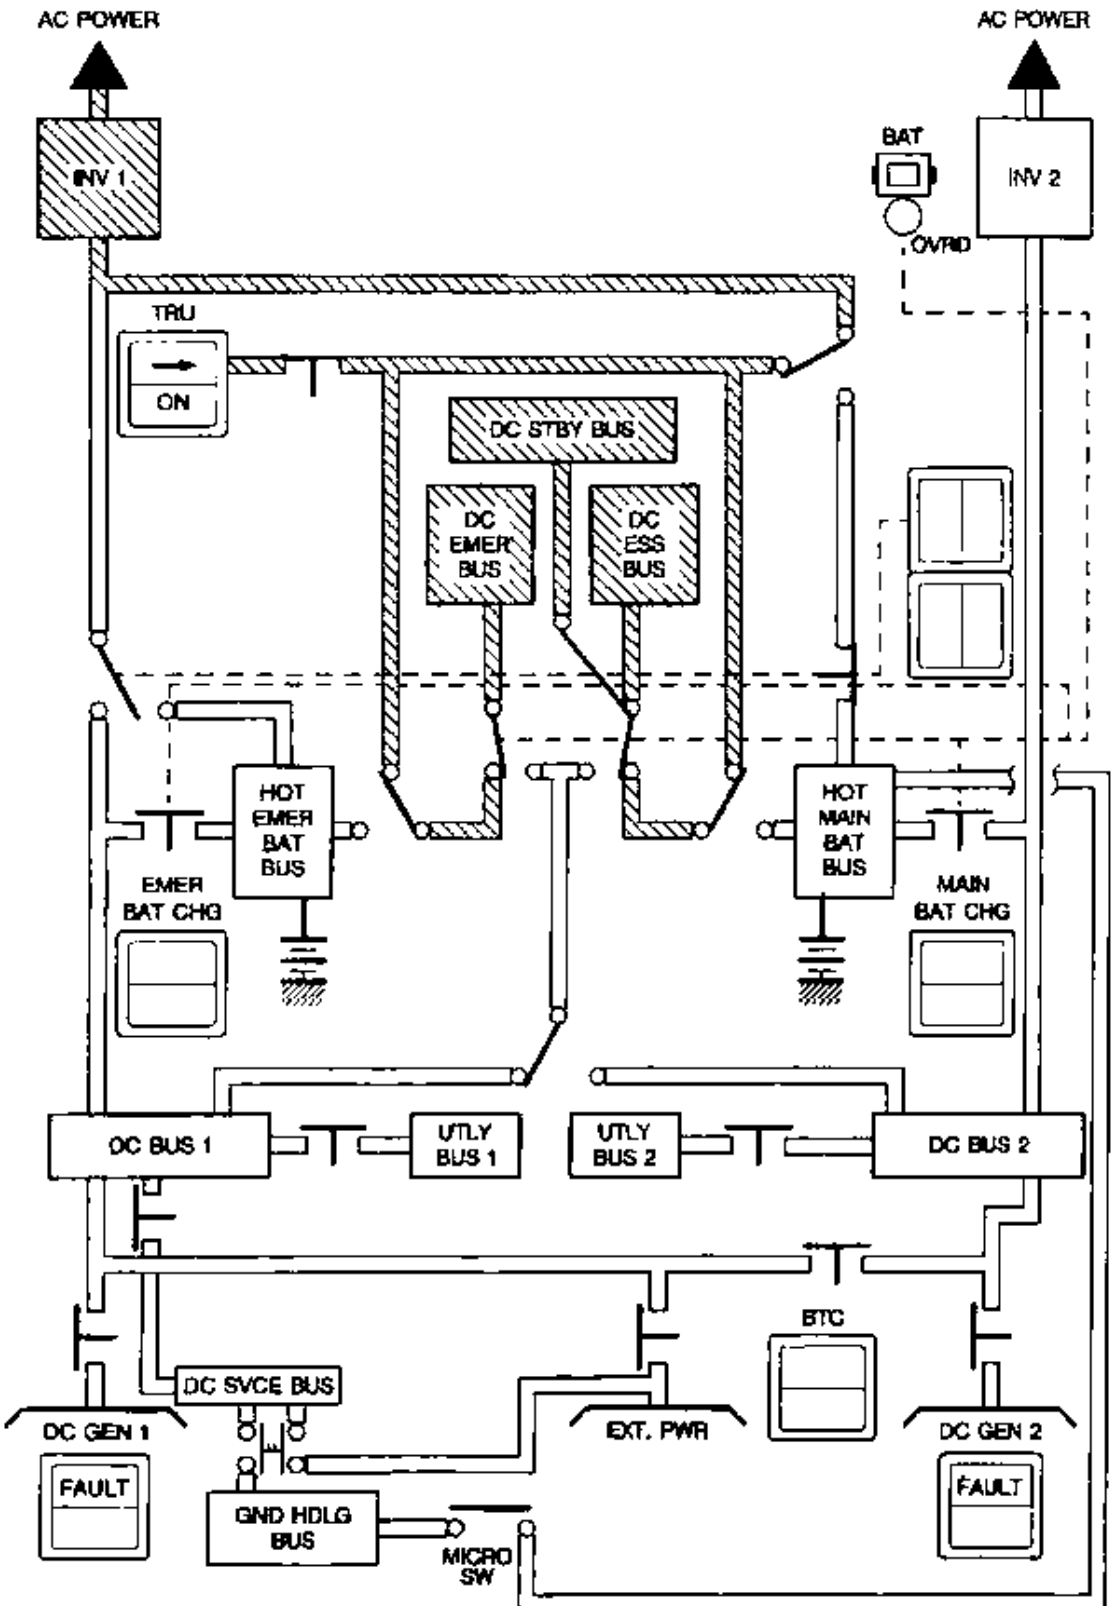 AC POWER
AC POWER
INV 1
BAT
INV 2
OVRD
TRU
ON
DC STBY BUS
DC
EMER
BUS
DC
ESS
BUS
HOT
EMER
BAT
BUS
HOT
MAIN
BAT
BUS
EMER
BAT CHG
MAIN
BAT CHG
DC BUS 1
UTLY
BUS 1
UTLY
BUS 2
DC BUS 2
BTC
DC SVCE BUS
DC GEN 1
EXT. PWR
DC GEN 2
FAULT
FAULT
GND HDLG
BUS
MICRO
SW